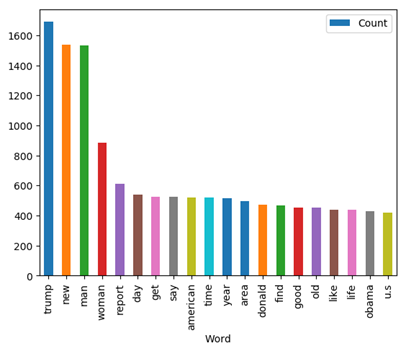 Count
1600
1400
1200
1000
800
600
400
200
0
trump
new
man
woman
report
day
get
say
american
time
year
area
donald
find
good
old
like
life
obama
u.s
Word